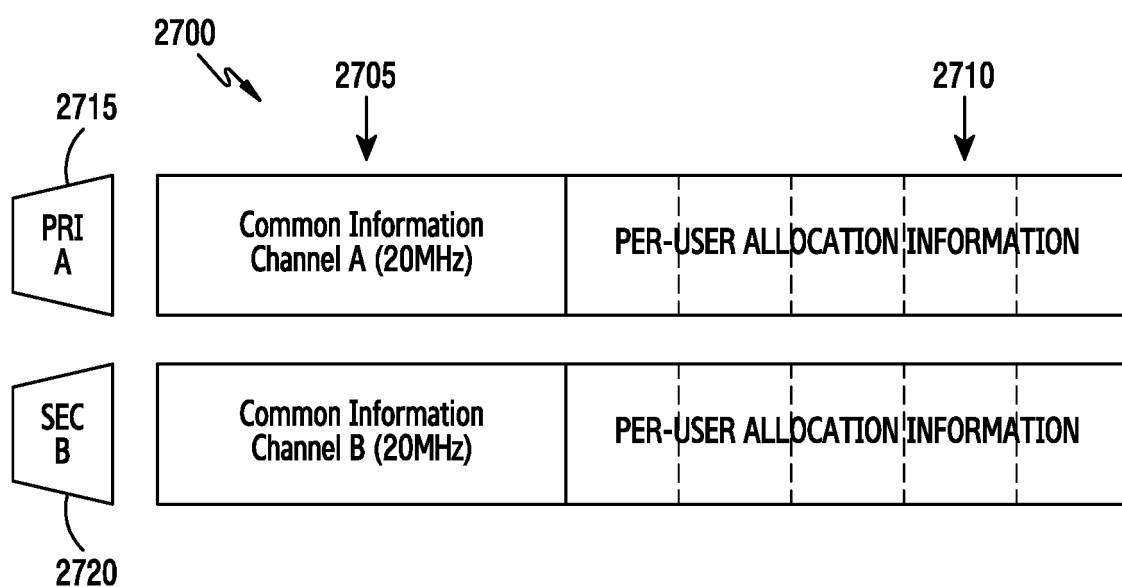 2700
2705
2710
2715
PRI
A
Common Information
Channel A (20MHz)
PER-USER ALLOCATION INFORMATION
SEC
B
Common Information
Channel B (20MHz)
PER-USER ALLOCATION INFORMATION
2720